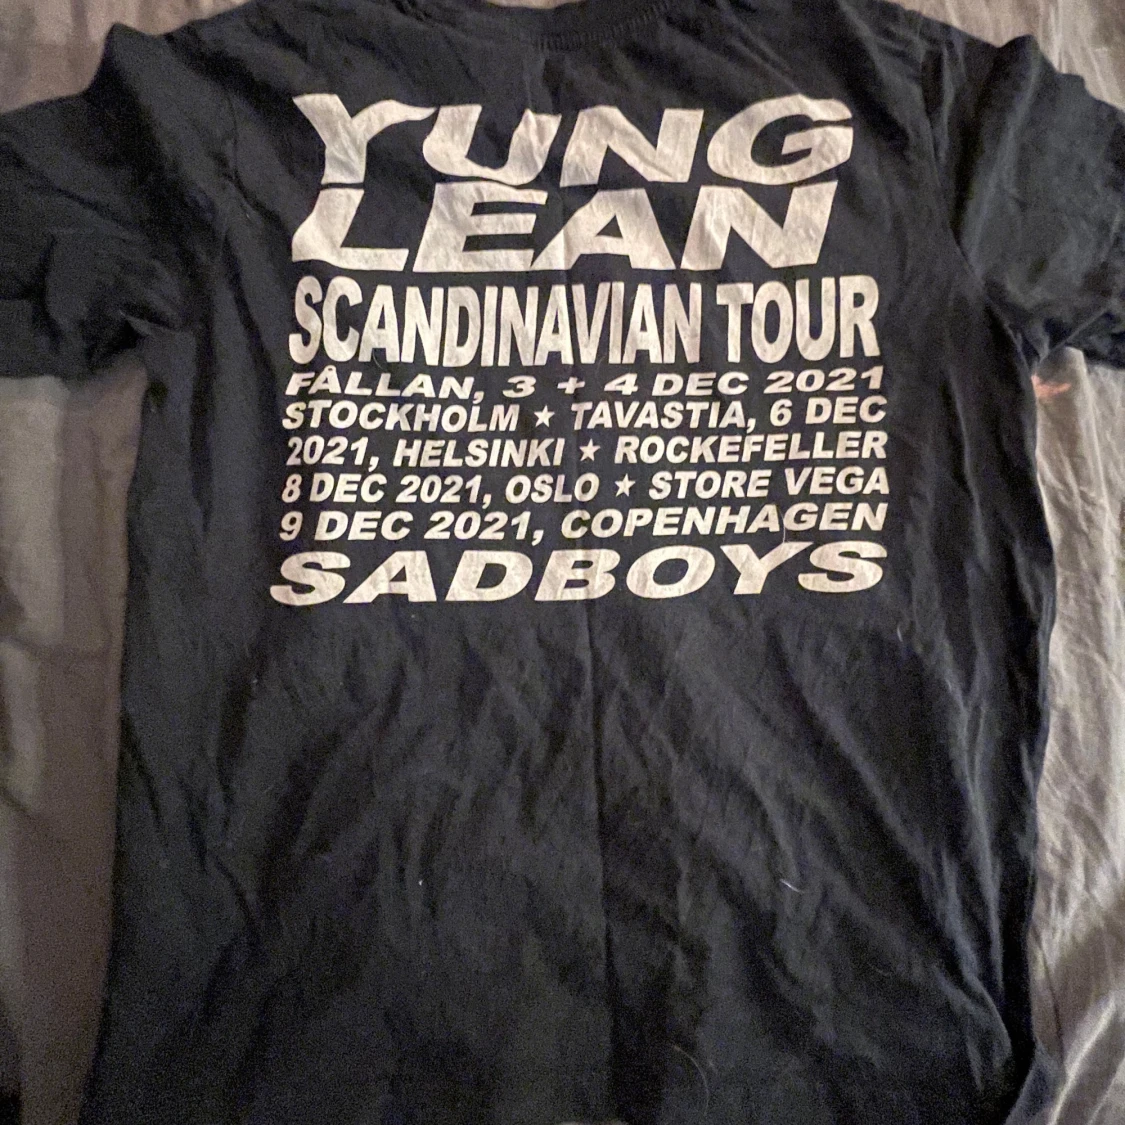 YUNG
LEAN
SCANDINAVIAN TOUR
FÅLLAN, 3 + 4 DEC 2021
STOCKHOLM ★ TAVASTIA, 6 DEC
2021, HELSINKI ★ ROCKEFELLER
8 DEC 2021, OSLO ★ STORE VEGA
9 DEC 2021, COPENHAGEN
SADBOYS